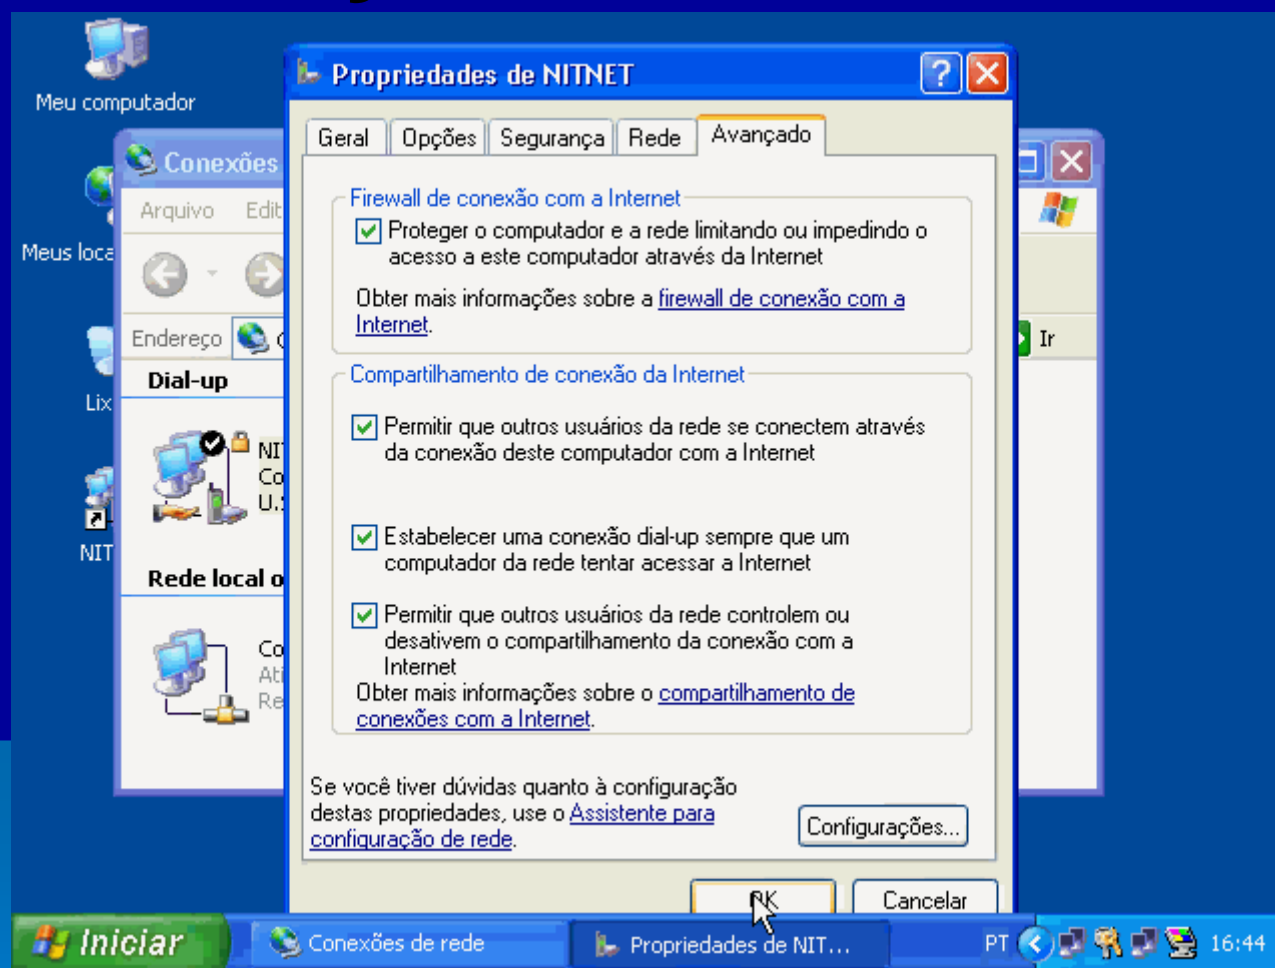 Meu computador
Propriedades de NITNET
Geral
Opções
Segurança
Rede
Avançado
Conexões
Arquivo
Edit
Firewall de conexão com a Internet
Proteger o computador e a rede limitando ou impedindo o
acesso a este computador através da Internet
Obter mais informações sobre a firewall de conexão com a
Internet.
Meus loca
Endereço
Ir
Compartilhamento de conexão da Internet
Dial-up
Lix
Permitir que outros usuários da rede se conectem através
da conexão deste computador com a Internet
NIT
Co
U.S
Estabelecer uma conexão dial-up sempre que um
computador da rede tentar acessar a Internet
NIT
Rede local o
Permitir que outros usuários da rede controlem ou
desativem o compartilhamento da conexão com a
Internet
Co
Ati
Re
Obter mais informações sobre o compartilhamento de
conexões com a Internet.
Se você tiver dúvidas quanto à configuração
destas propriedades, use o Assistente para
configuração de rede.
Configurações...
OK
Cancelar
Iniciar
Conexões de rede
Propriedades de NIT...
PT
16:44